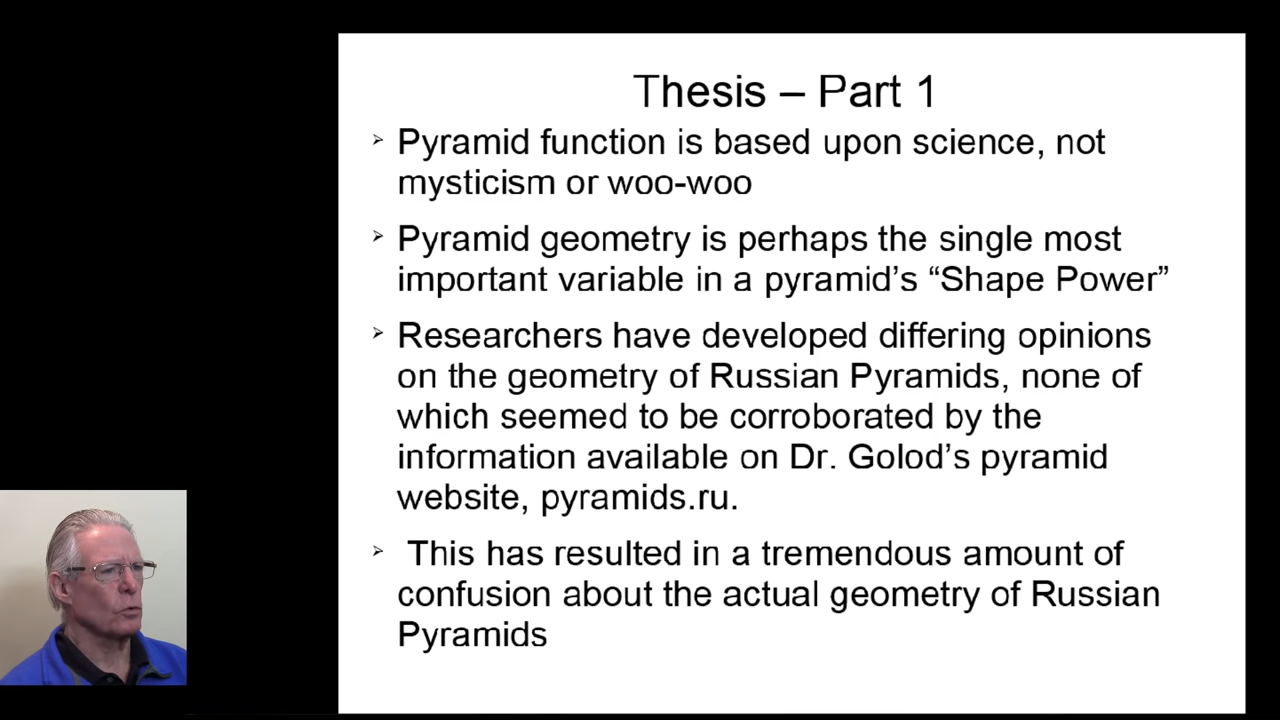 Thesis – Part 1
➢ Pyramid function is based upon science, not
mysticism or woo-woo
➢ Pyramid geometry is perhaps the single most
important variable in a pyramid’s “Shape Power”
➢ Researchers have developed differing opinions
on the geometry of Russian Pyramids, none of
which seemed to be corroborated by the
information available on Dr. Golod’s pyramid
website, pyramids.ru.
➢ This has resulted in a tremendous amount of
confusion about the actual geometry of Russian
Pyramids